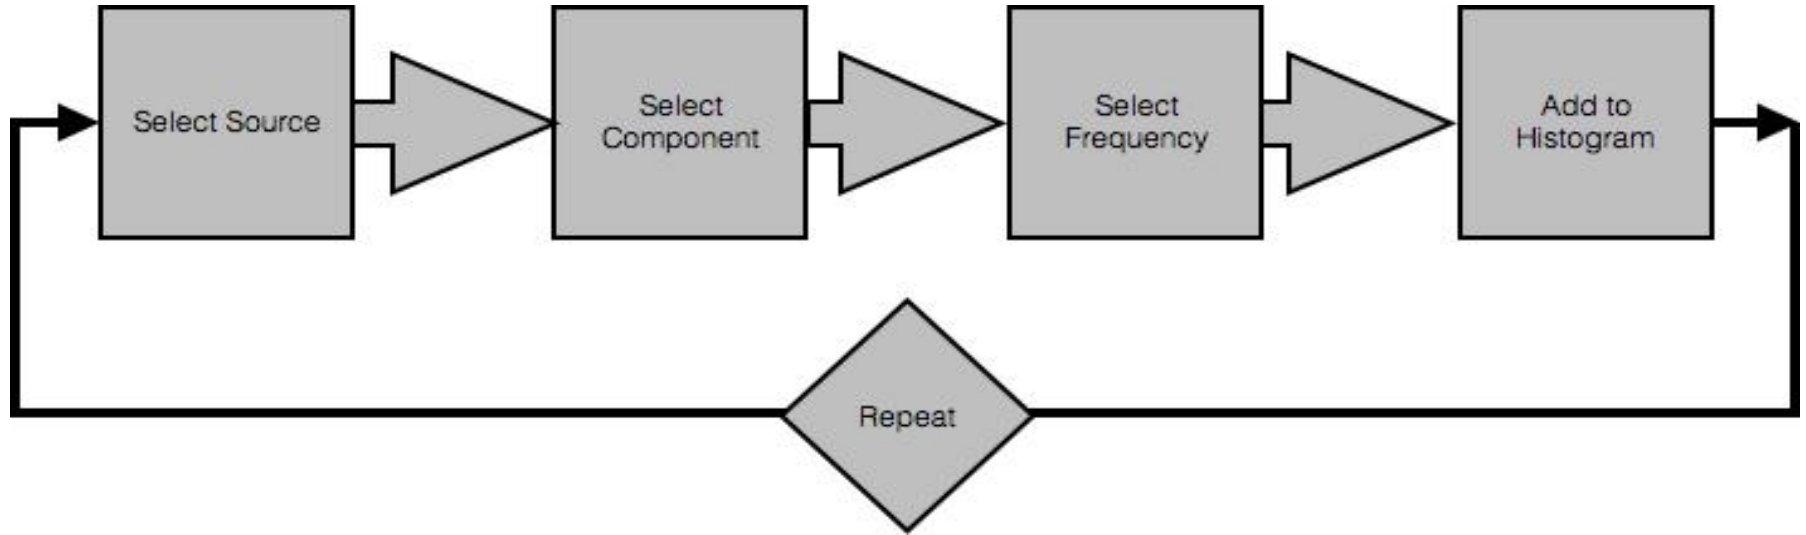 Select Source
Select
Component
Select
Frequency
Add to
Histogram
Repeat